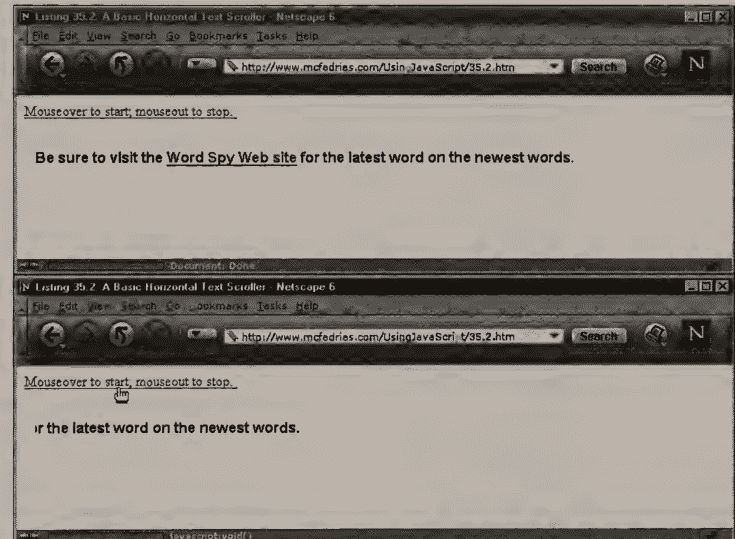 N Listing 35.2. A Basic Horizontal Text Scroller - Netscape 6
File Edit View Search Go Bookmarks Tasks Help
http://www.mcfedries.com/Usin_JavaScript/35.2.htm Search N
Mouseover to start; mouseout to stop.
Be sure to visit the Word Spy Web site for the latest word on the newest words.
Document: Done
N Listing 35.2. A Basic Horizontal Text Scroller - Netscape 6
File Edit View Search Go Bookmarks Tasks Help
http://www.mcfedries.com/UsingJavaScript/35.2.htm Search N
Mouseover to start; mouseout to stop.
r the latest word on the newest words.
javascript:void()